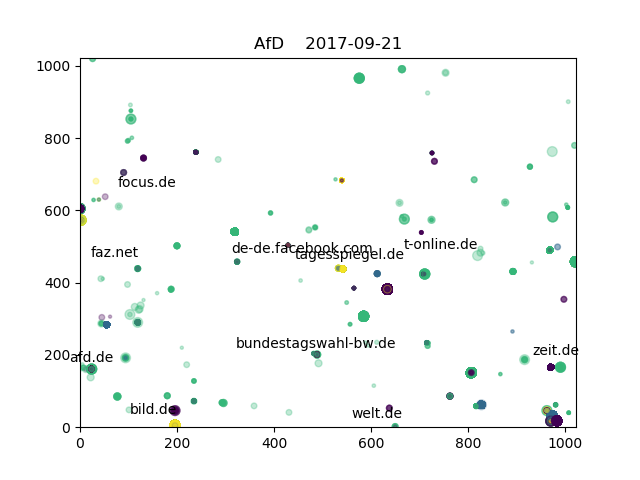 AfD    2017-09-21
1000
800
600
400
200
0
0 200 400 600 800 1000
focus.de
t-online.de
faz.net
de-de.facebook.com
tagesspiegel.de
bundestagswahl-bw.de
zeit.de
afd.de
bild.de
welt.de